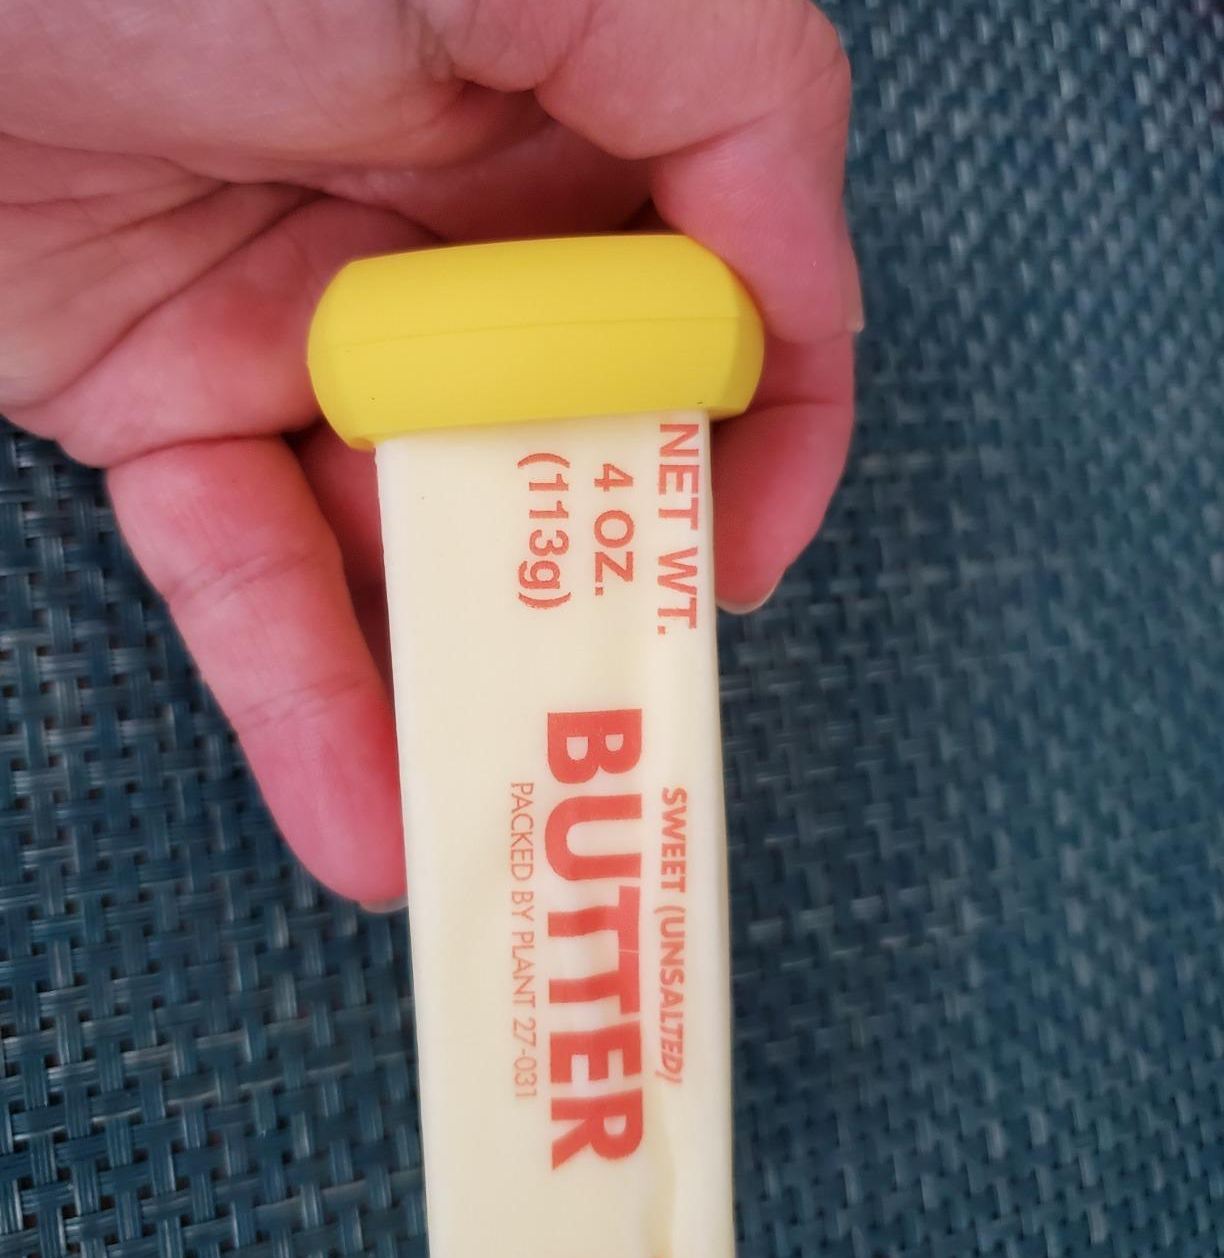 NET WT.
4 OZ.
(113g)
SWEET (UNSALTED)
BUTTER
PACKED BY PLANT 27-031